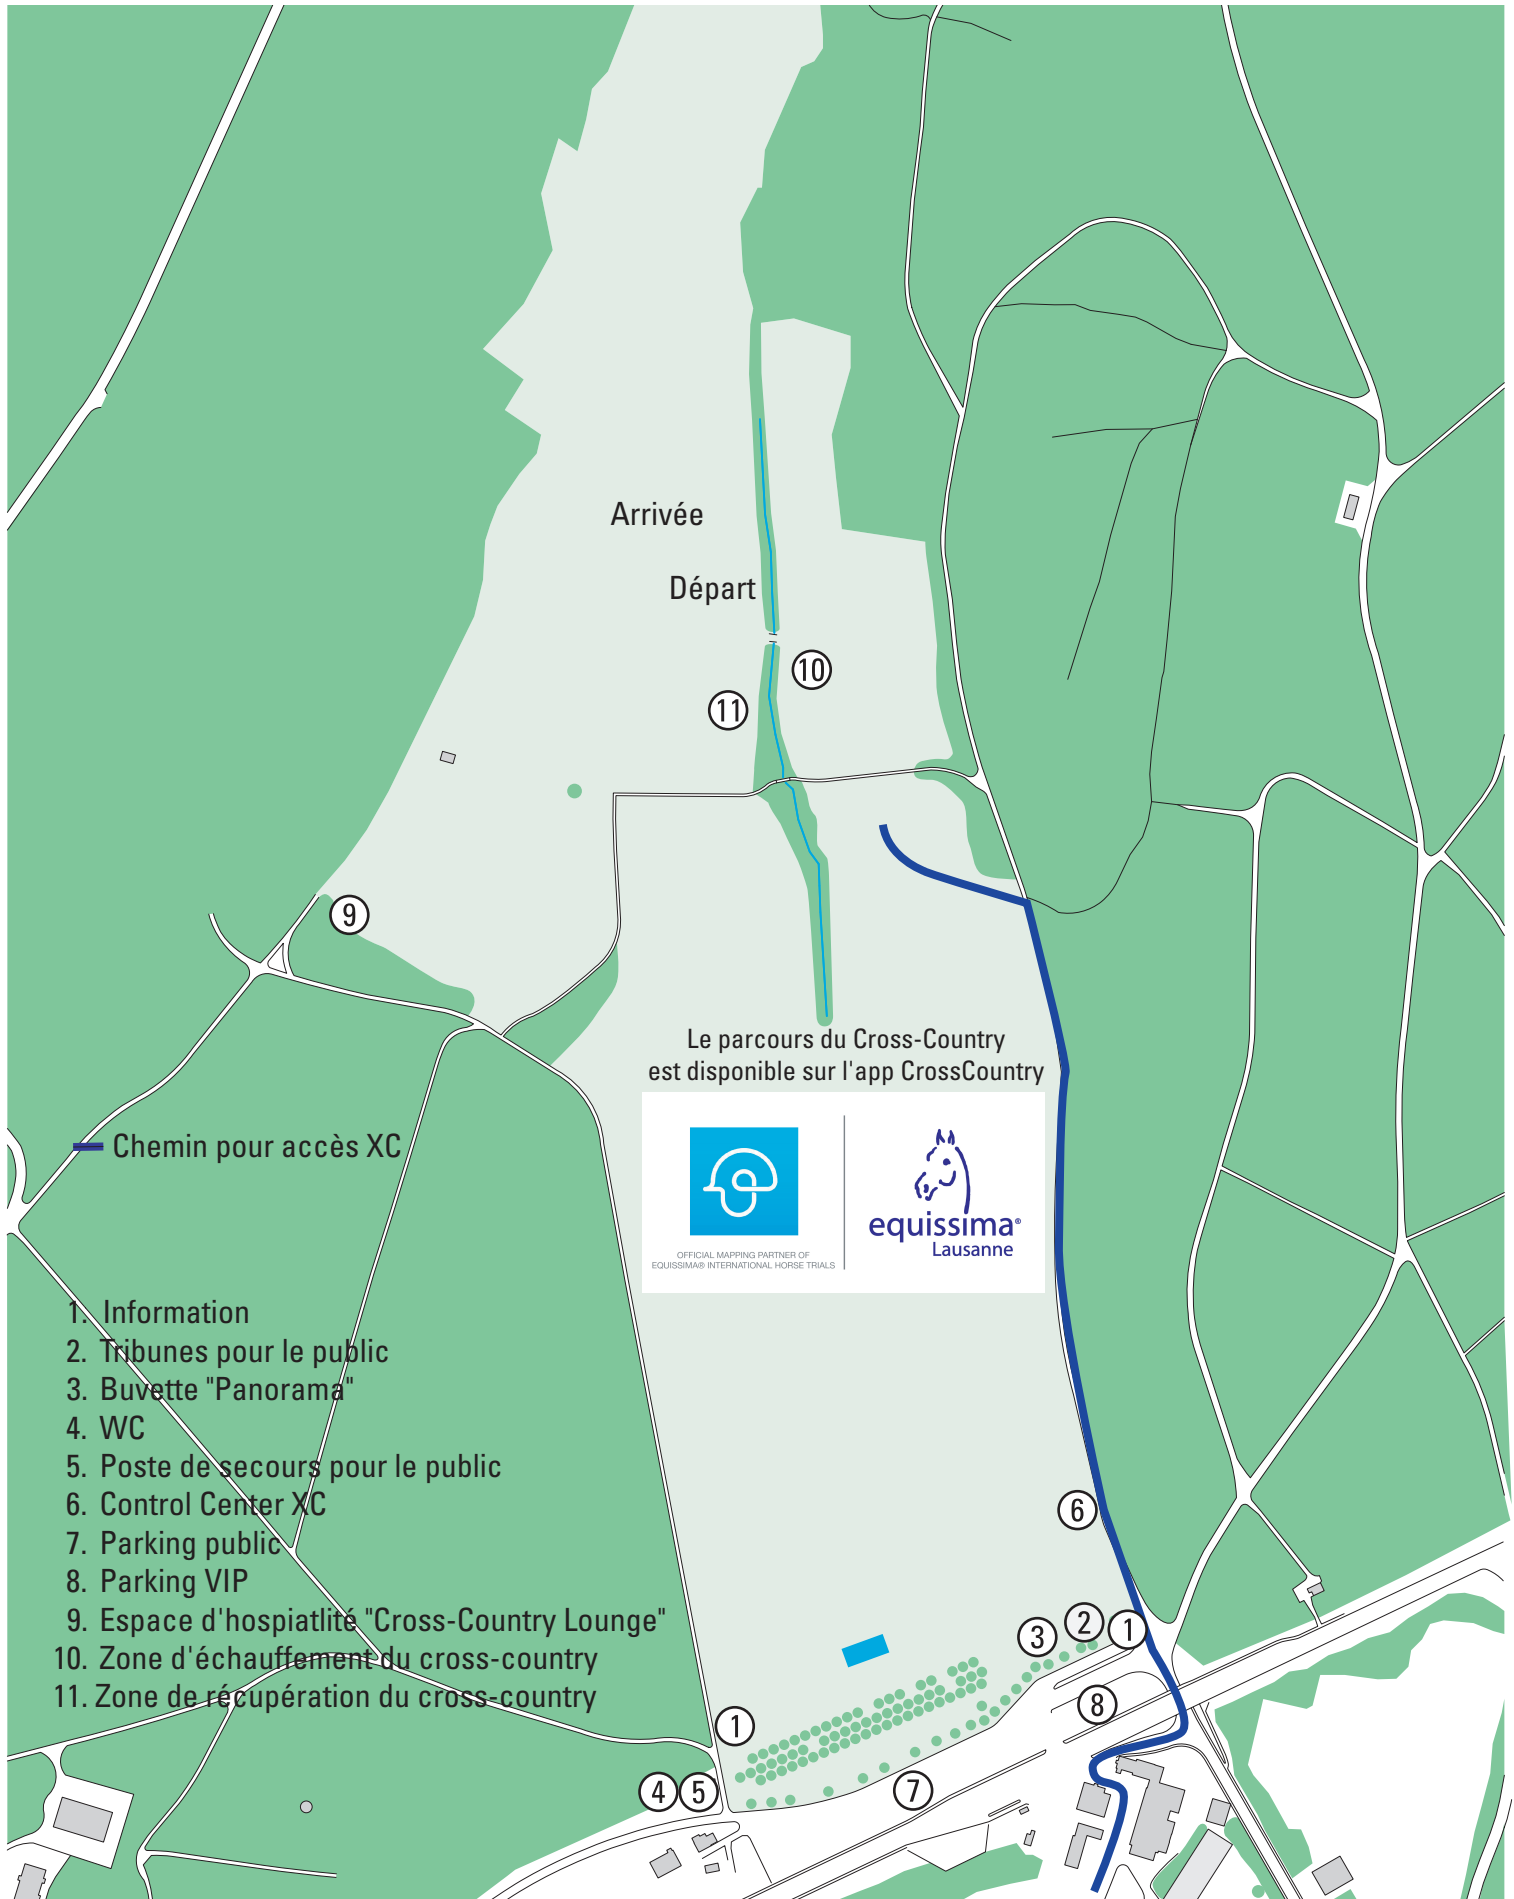 Arrivée
Départ
10
11
9
Le parcours du Cross-Country
est disponible sur l'app CrossCountry
Chemin pour accès XC
OFFICIAL MAPPING PARTNER OF
EQUISSIMA® INTERNATIONAL HORSE TRIALS
equissima®
Lausanne
1. Information
2. Tribunes pour le public
3. Buvette "Panorama"
4. WC
5. Poste de secours pour le public
6. Control Center XC
7. Parking public
8. Parking VIP
9. Espace d'hospiatlité "Cross-Country Lounge"
10. Zone d'échauffement du cross-country
11. Zone de récupération du cross-country
6
3 2 1
8
1
4 5
7